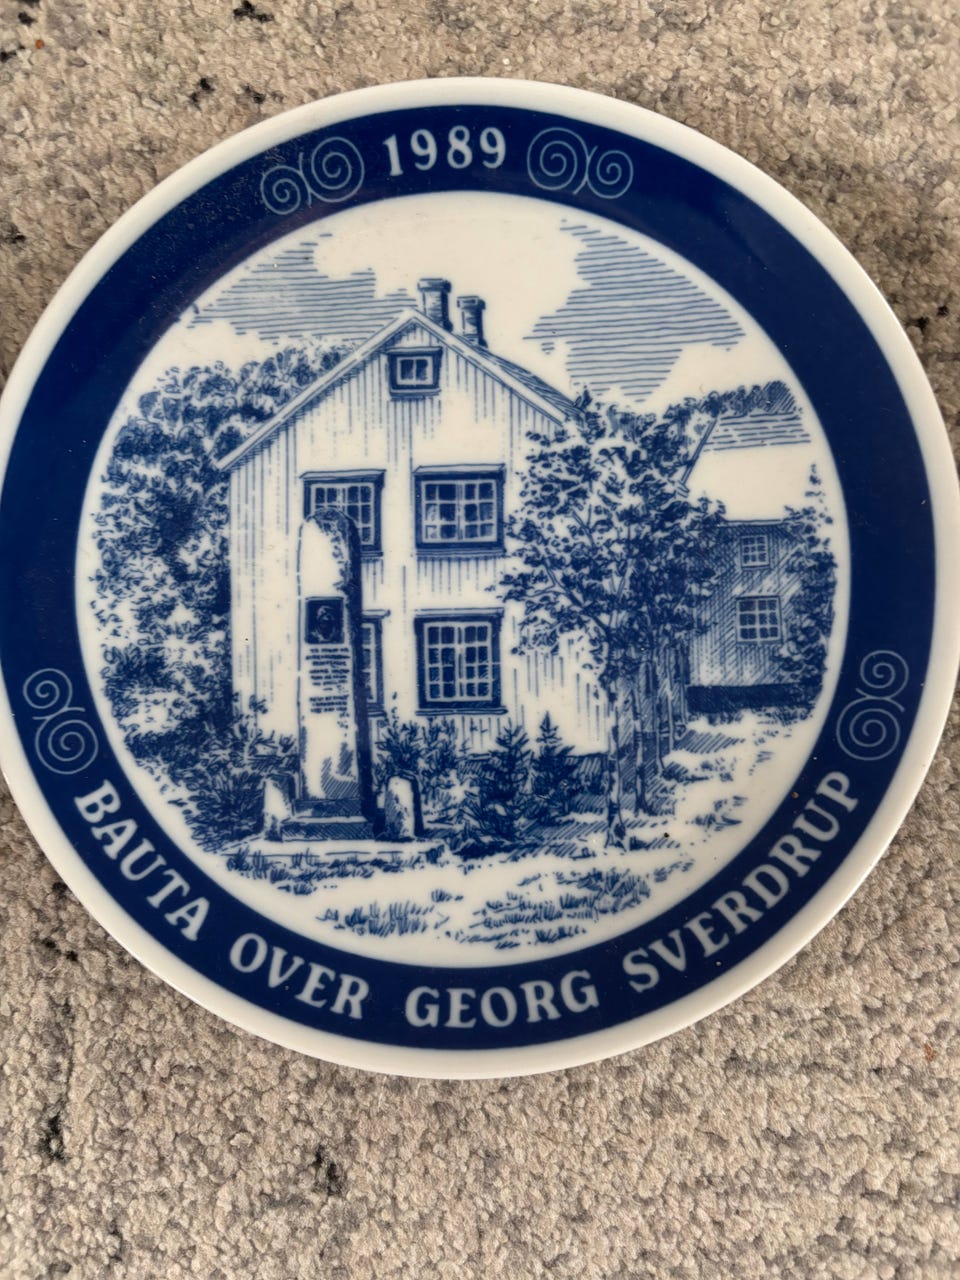 1989
BAUTA OVER GEORG SVERDRUP